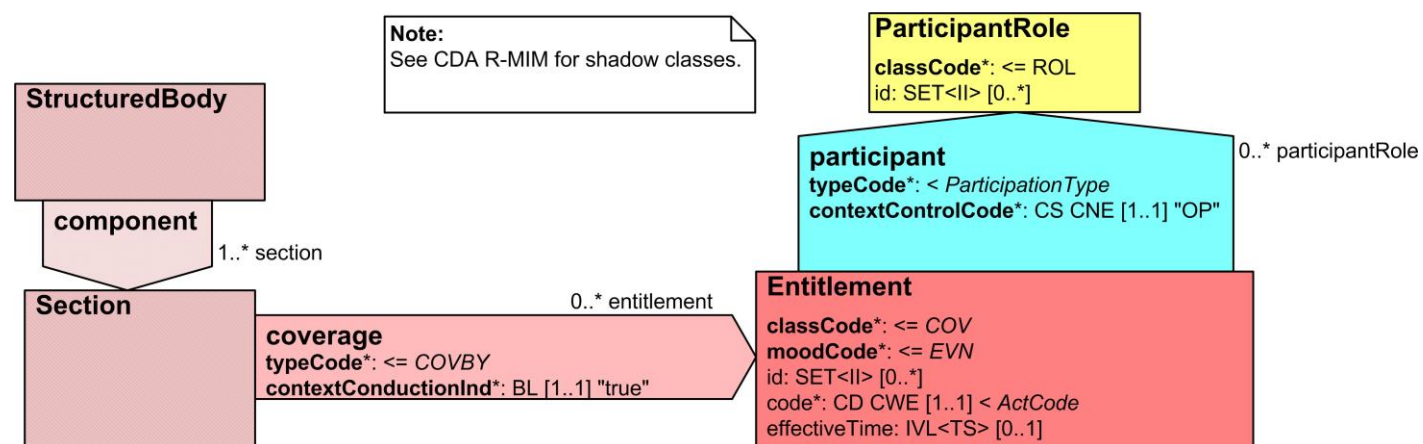 Note:
See CDA R-MIM for shadow classes.
ParticipantRole
classCode*: <= ROL
id: SET<II> [0..*]
StructuredBody
participant
typeCode*: < ParticipationType
contextControlCode*: CS CNE [1..1] "OP"
0..* participantRole
component
1..* section
Section
0..* entitlement
coverage
typeCode*: <= COVBY
contextConductionInd*: BL [1..1] "true"
Entitlement
classCode*: <= COV
moodCode*: <= EVN
id: SET<II> [0..*]
code*: CD CWE [1..1] < ActCode
effectiveTime: IVL<TS> [0..1]